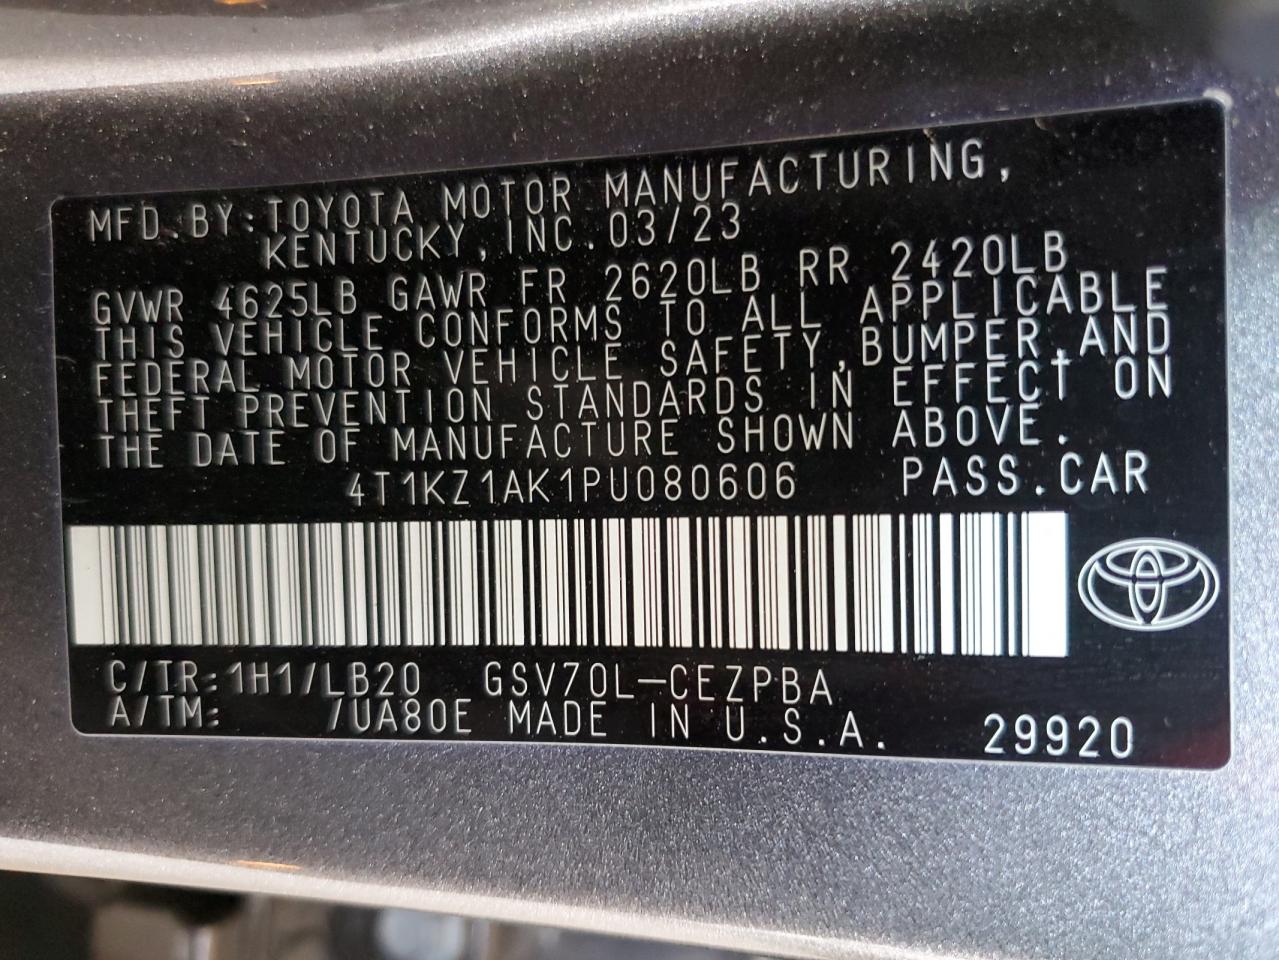 MFD.BY:TOYOTA MOTOR MANUFACTURING,
KENTUCKY,INC.03/23
GVWR 4625LB GAWR FR 2620LB RR 2420LB
THIS VEHICLE CONFORMS TO ALL APPLICABLE
FEDERAL MOTOR VEHICLE SAFETY,BUMPER,AND
THEFT PREVENTION STANDARDS IN EFFECT ON
THE DATE OF MANUFACTURE SHOWN ABOVE.
4T1KZ1AK1PU080606 PASS.CAR
C/TR:1H1/LB20 GSV70L-CEZPBA
A/TM: /UA80E MADE IN U.S.A. 29920